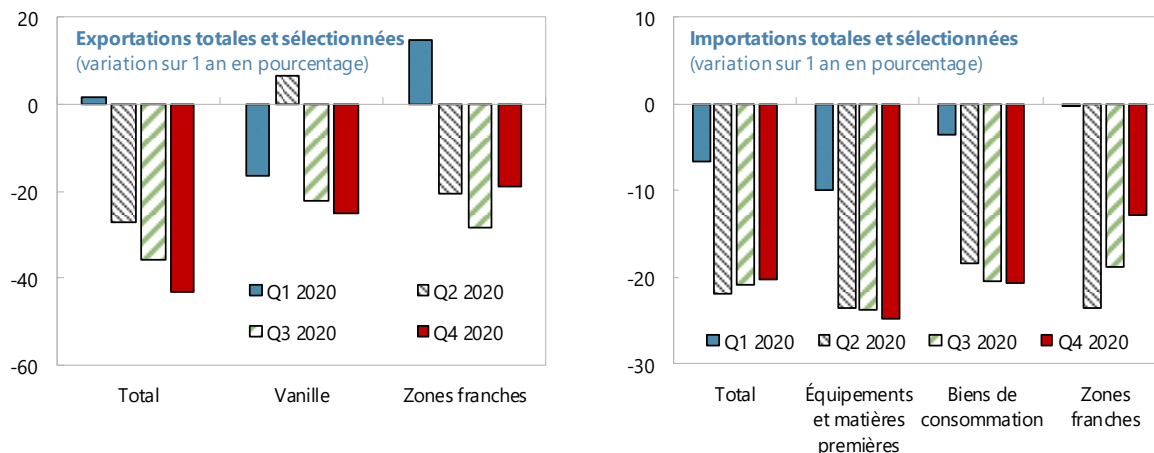 Exportations totales et sélectionnées
(variation sur 1 an en pourcentage)
20
0
-20
-40
-60
Q1 2020
Q2 2020
Q3 2020
Q4 2020
Total
Vanille
Zones franches
Importations totales et sélectionnées
(variation sur 1 an en pourcentage)
10
0
-10
-20
-30
Q1 2020
Q2 2020
Q3 2020
Q4 2020
Total
Équipements
et matières
premières
Biens de
consommation
Zones
franches